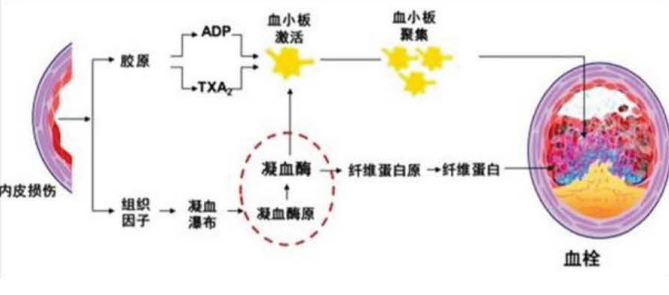 血小板
激活
血小板
聚集
ADP
胶原
TXA₂
内皮损伤
凝血酶
纤维蛋白原
纤维蛋白
组织
因子
凝血
瀑布
凝血酶原
血栓